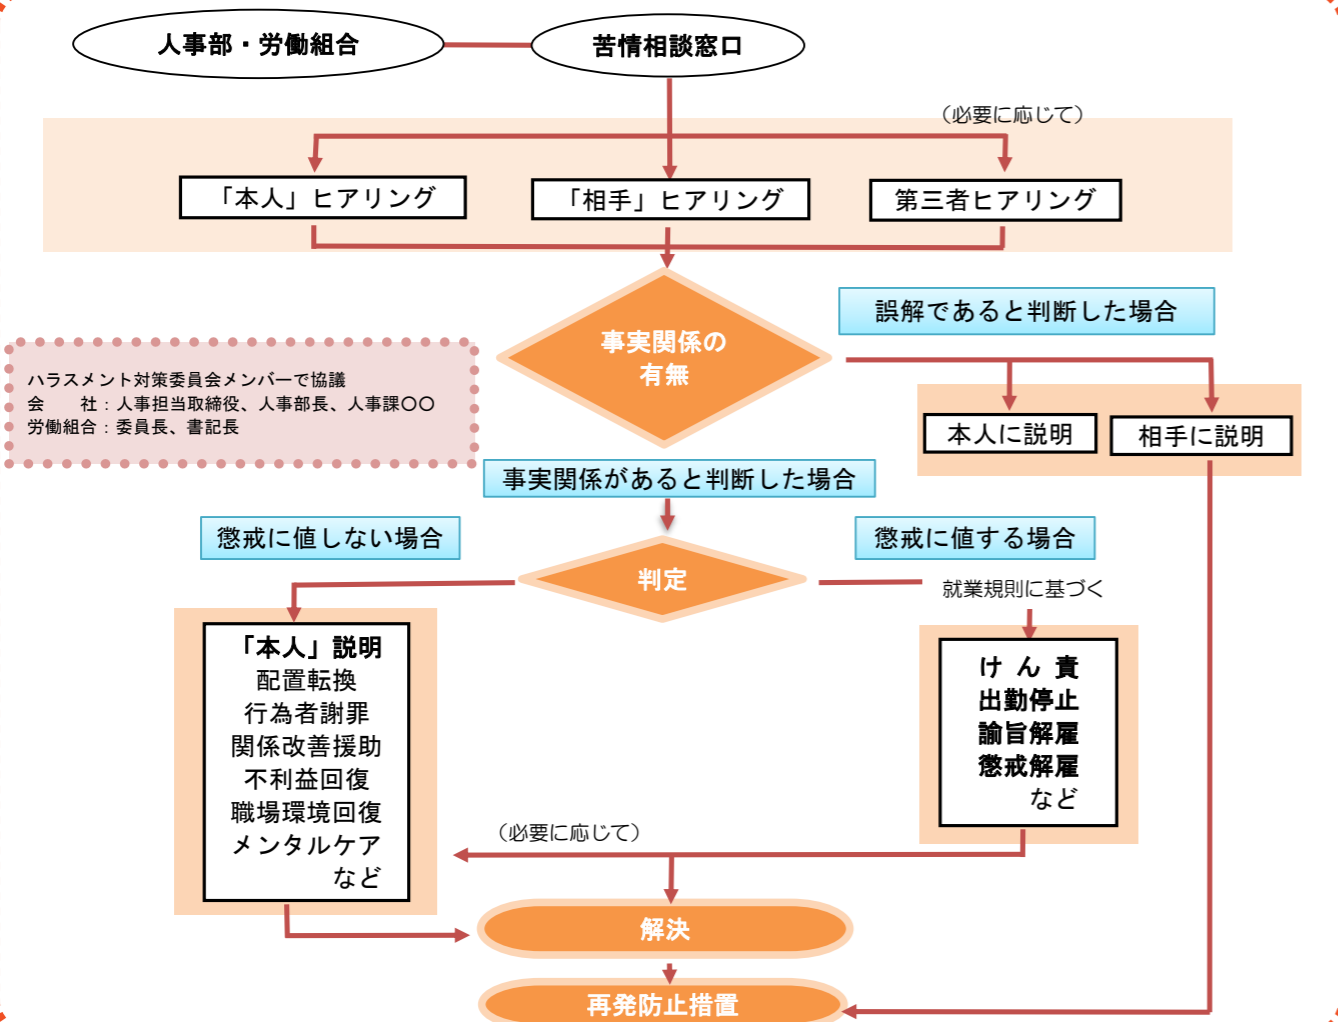 人事部・労働組合
苦情相談窓口
（必要に応じて）
「本人」ヒアリング
「相手」ヒアリング
第三者ヒアリング
事実関係の
有無
誤解であると判断した場合
ハラスメント対策委員会メンバーで協議
会　　社：人事担当取締役、人事部長、人事課〇〇
労働組合：委員長、書記長
本人に説明
相手に説明
事実関係があると判断した場合
懲戒に値しない場合
懲戒に値する場合
判定
就業規則に基づく
「本人」説明
配置転換
行為者謝罪
関係改善援助
不利益回復
職場環境回復
メンタルケア
など
け ん 責
出勤停止
諭旨解雇
懲戒解雇
など
（必要に応じて）
解決
再発防止措置